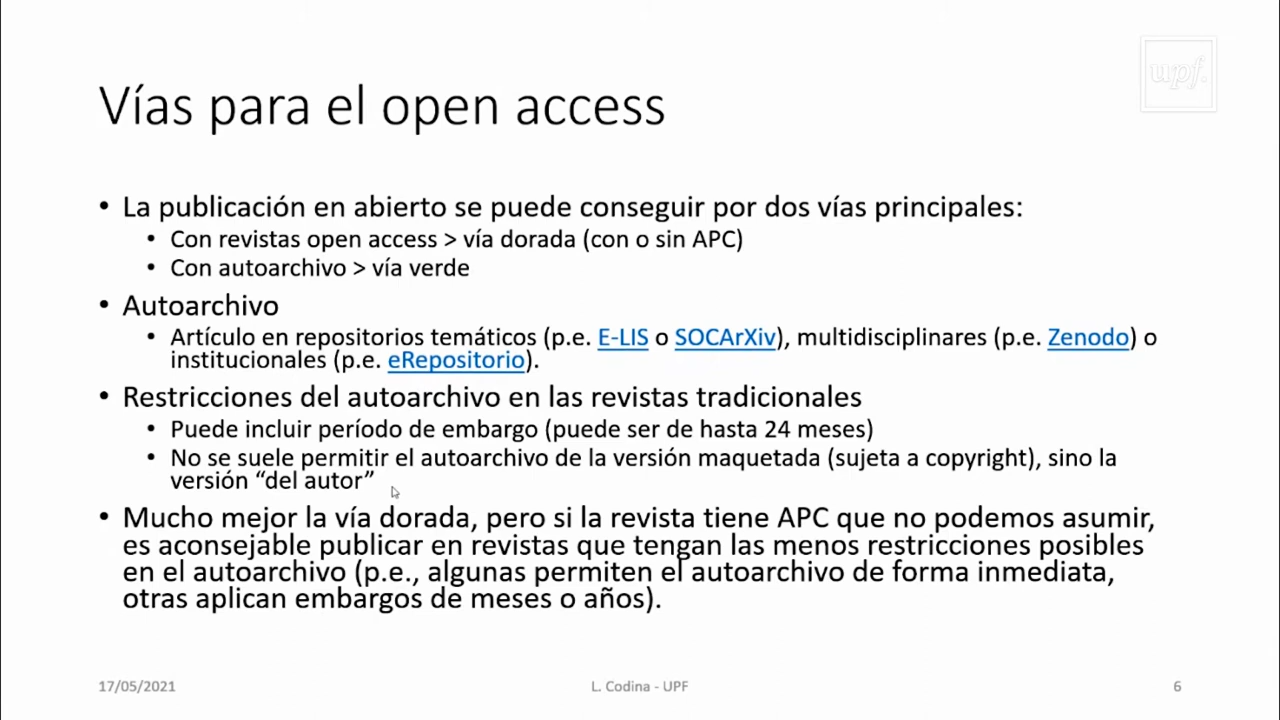 upf.
Vías para el open access
• La publicación en abierto se puede conseguir por dos vías principales:
• Con revistas open access > vía dorada (con o sin APC)
• Con autoarchivo > vía verde
• Autoarchivo
• Artículo en repositorios temáticos (p.e. E-LIS o SOCArXiv), multidisciplinares (p.e. Zenodo) o
institucionales (p.e. eRepositorio).
• Restricciones del autoarchivo en las revistas tradicionales
• Puede incluir período de embargo (puede ser de hasta 24 meses)
• No se suele permitir el autoarchivo de la versión maquetada (sujeta a copyright), sino la
versión “del autor”
• Mucho mejor la vía dorada, pero si la revista tiene APC que no podemos asumir,
es aconsejable publicar en revistas que tengan las menos restricciones posibles
en el autoarchivo (p.e., algunas permiten el autoarchivo de forma inmediata,
otras aplican embargos de meses o años).
17/05/2021
L. Codina - UPF
6